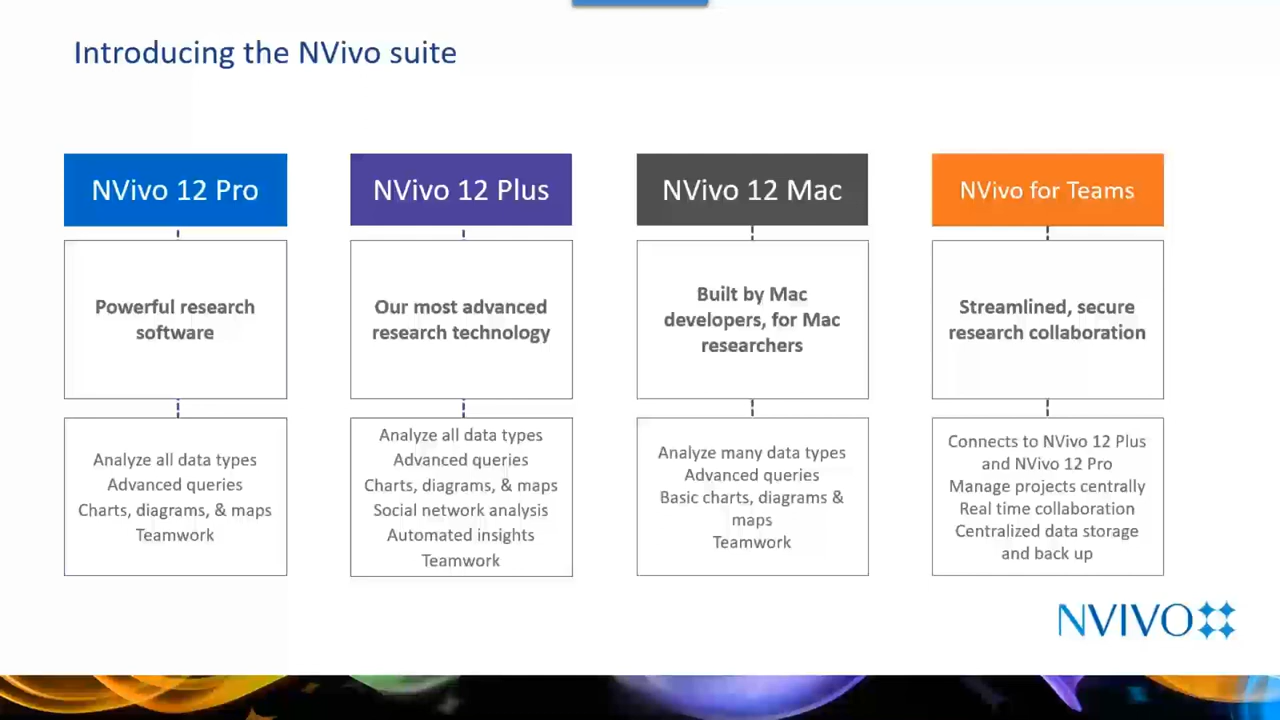 Introducing the NVivo suite
NVivo 12 Pro
Powerful research
software
Analyze all data types
Advanced queries
Charts, diagrams, & maps
Teamwork
NVivo 12 Plus
Our most advanced
research technology
Analyze all data types
Advanced queries
Charts, diagrams, & maps
Social network analysis
Automated insights
Teamwork
NVivo 12 Mac
Built by Mac
developers, for Mac
researchers
Analyze many data types
Advanced queries
Basic charts, diagrams &
maps
Teamwork
NVivo for Teams
Streamlined, secure
research collaboration
Connects to NVivo 12 Plus
and NVivo 12 Pro
Manage projects centrally
Real time collaboration
Centralized data storage
and back up
NVIVO